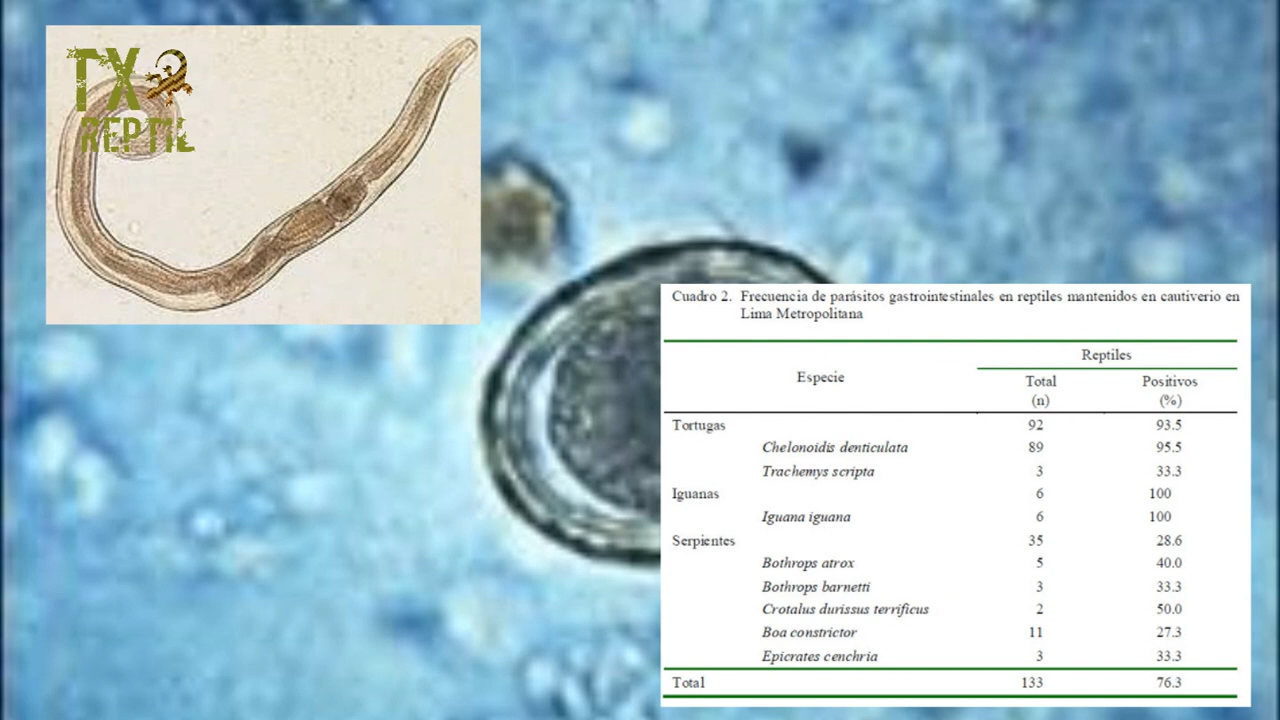 TX
REPTIL
Cuadro 2. Frecuencia de parásitos gastrointestinales en reptiles mantenidos en cautiverio en
Lima Metropolitana
Reptiles
Especie
Total Positivos
(n) (%)
Tortugas 92 93.5
Chelonoidis denticulata 89 95.5
Trachemys scripta 3 33.3
Iguanas 6 100
Iguana iguana 6 100
Serpientes 35 28.6
Bothrops atrox 5 40.0
Bothrops barnetti 3 33.3
Crotalus durissus terrificus 2 50.0
Boa constrictor 11 27.3
Epicrates cenchria 3 33.3
Total 133 76.3